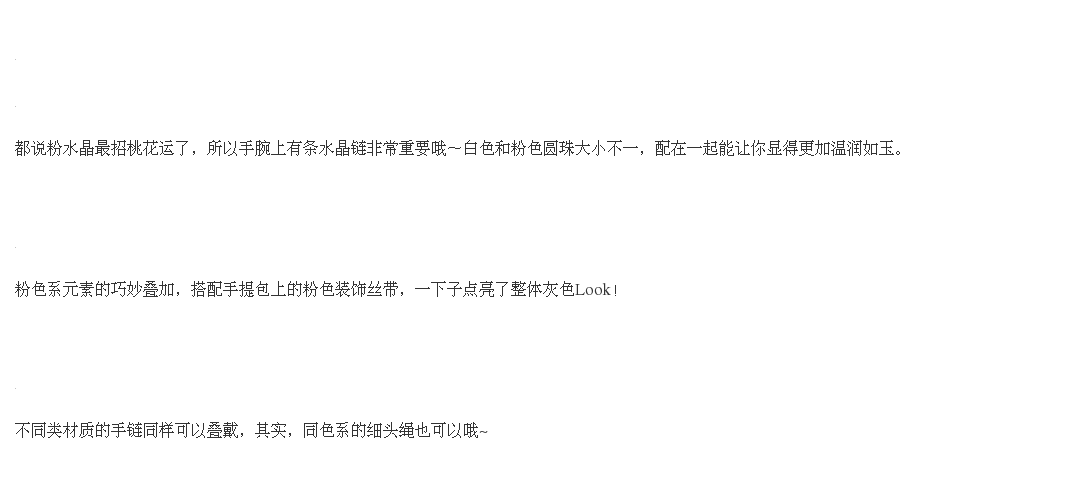 都说粉水晶最招桃花运了，所以手腕上有条水晶链非常重要哦～白色和粉色圆珠大小不一，配在一起能让你显得更加温润如玉。
粉色系元素的巧妙叠加，搭配手提包上的粉色装饰丝带，一下子点亮了整体灰色Look！
不同类材质的手链同样可以叠戴，其实，同色系的细头绳也可以哦~